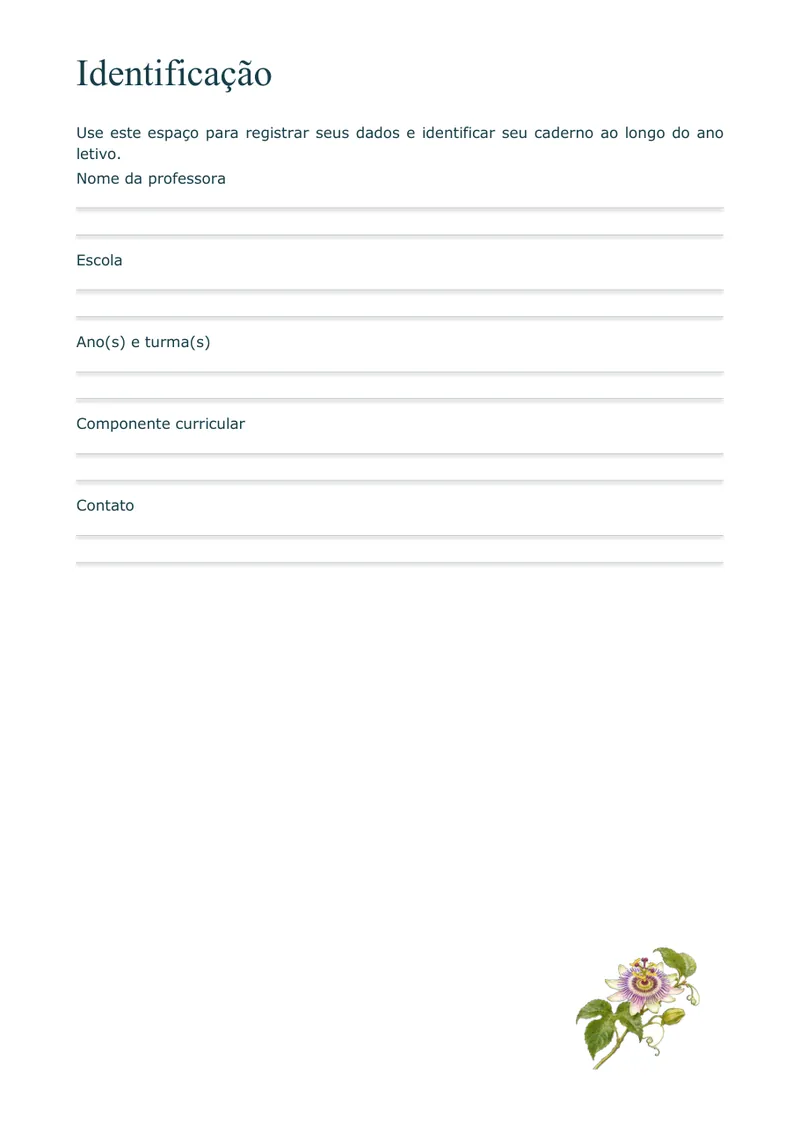 Identificação
Use este espaço para registrar seus dados e identificar seu caderno ao longo do ano
letivo.
Nome da professora
Escola
Ano(s) e turma(s)
Componente curricular
Contato